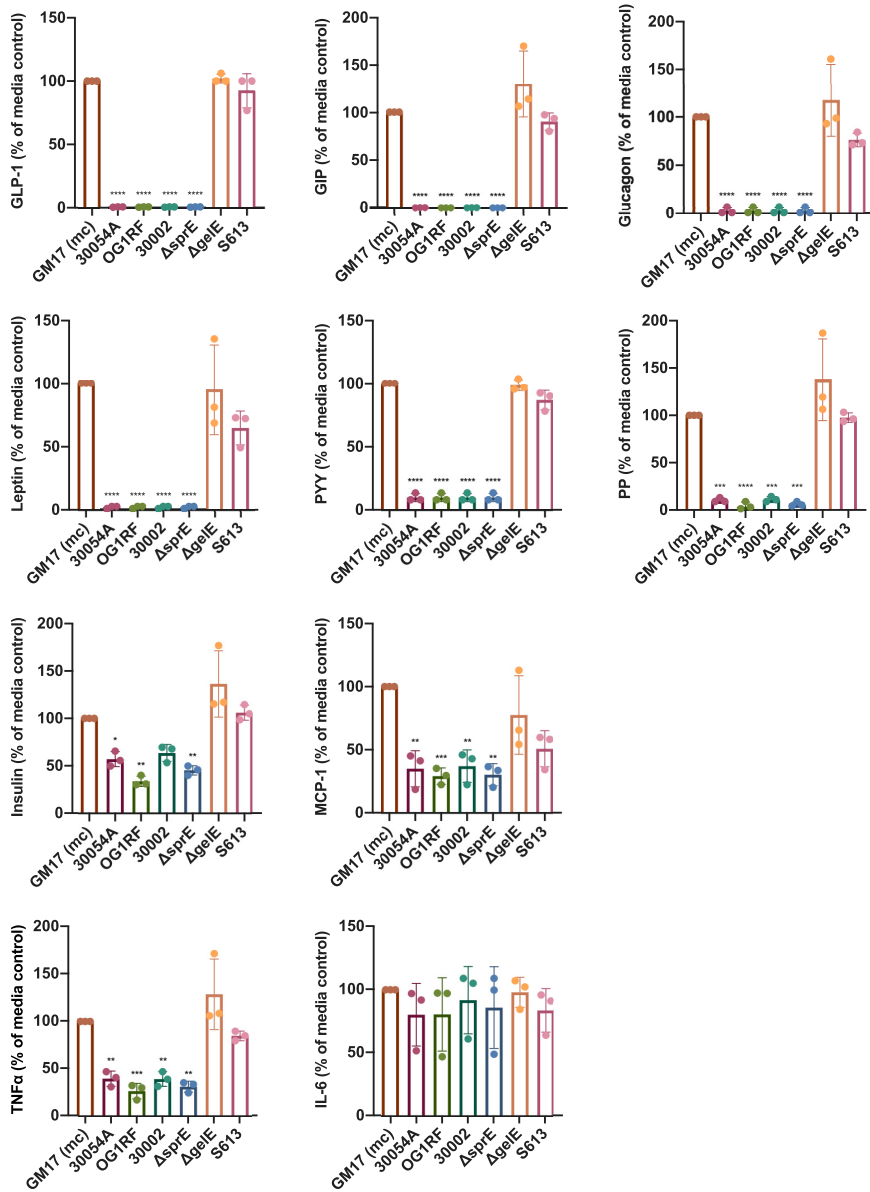 GLP-1 (% of media control)
150
100
50
0
**** **** **** ****
GM17 (mc) 30054A OG1RF 30002 ΔsprE ΔgelE S613
GIP (% of media control)
200
150
100
50
0
**** **** **** ****
GM17 (mc) 30054A OG1RF 30002 ΔsprE ΔgelE S613
Glucagon (% of media control)
200
150
100
50
0
**** **** **** ****
GM17 (mc) 30054A OG1RF 30002 ΔsprE ΔgelE S613
Leptin (% of media control)
150
100
50
0
**** **** **** ****
GM17 (mc) 30054A OG1RF 30002 ΔsprE ΔgelE S613
PYY (% of media control)
150
100
50
0
**** **** **** ****
GM17 (mc) 30054A OG1RF 30002 ΔsprE ΔgelE S613
PP (% of media control)
200
150
100
50
0
*** **** *** ***
GM17 (mc) 30054A OG1RF 30002 ΔsprE ΔgelE S613
Insulin (% of media control)
200
150
100
50
0
* ** **
GM17 (mc) 30054A OG1RF 30002 ΔsprE ΔgelE S613
MCP-1 (% of media control)
150
100
50
0
** *** ** **
GM17 (mc) 30054A OG1RF 30002 ΔsprE ΔgelE S613
TNFα (% of media control)
200
150
100
50
0
** *** ** **
GM17 (mc) 30054A OG1RF 30002 ΔsprE ΔgelE S613
IL-6 (% of media control)
150
100
50
0
GM17 (mc) 30054A OG1RF 30002 ΔsprE ΔgelE S613